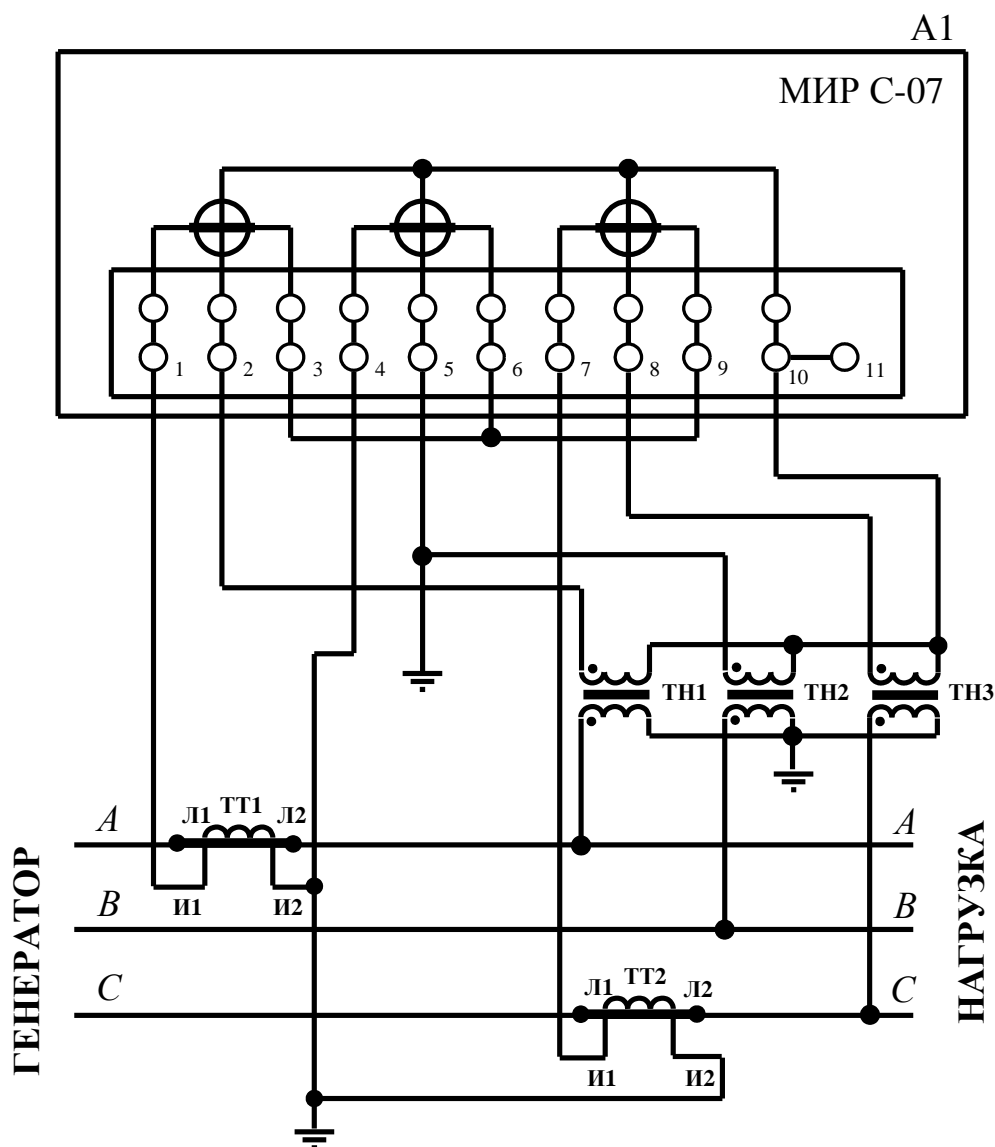 А1
МИР С-07
1 2 3 4 5 6 7 8 9 10 11
ТН1 ТН2 ТН3
A Л1 ТТ1 Л2 A
И1 И2
B B
C Л1 ТТ2 Л2 C
И1 И2
ГЕНЕРАТОР
НАГРУЗКА